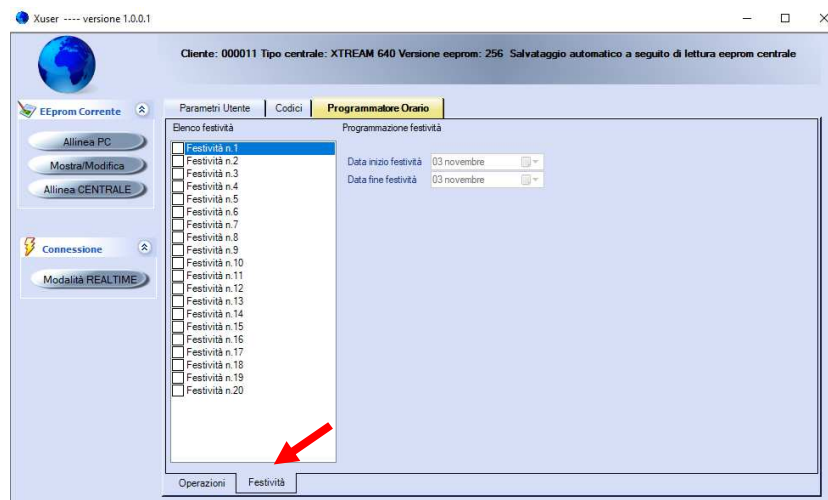 Xuser ---- versione 1.0.0.1
Cliente: 000011 Tipo centrale: XTREAM 640 Versione eeprom: 256 Salvataggio automatico a seguito di lettura eeprom centrale
EEprom Corrente
Allinea PC
Mostra/Modifica
Allinea CENTRALE
Connessione
Modalità REALTIME
Parametri Utente Codici Programmatore Orario
Elenco festività
Festività n.1
Festività n.2
Festività n.3
Festività n.4
Festività n.5
Festività n.6
Festività n.7
Festività n.8
Festività n.9
Festività n.10
Festività n.11
Festività n.12
Festività n.13
Festività n.14
Festività n.15
Festività n.16
Festività n.17
Festività n.18
Festività n.19
Festività n.20
Programmazione festività
Data inizio festività 03 novembre
Data fine festività 03 novembre
Operazioni Festività